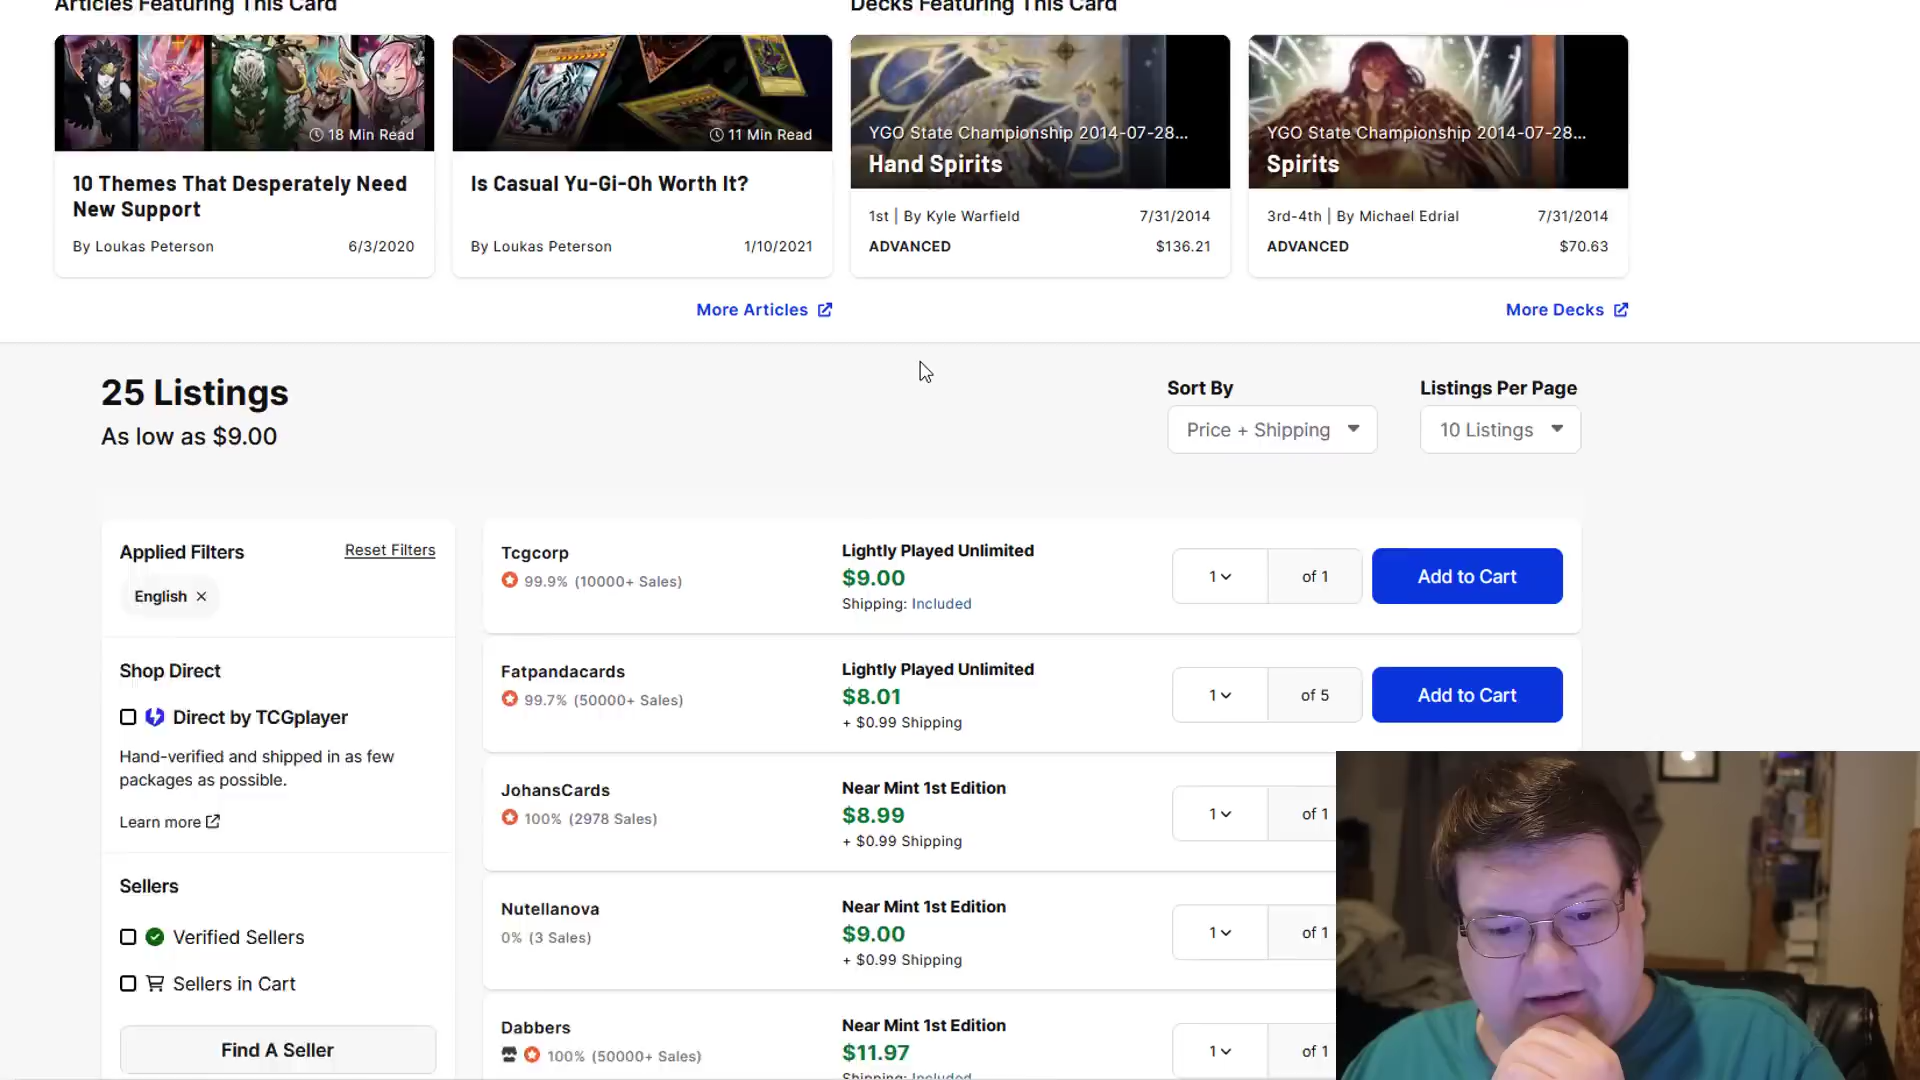 Articles Featuring This Card
Decks Featuring This Card
18 Min Read
10 Themes That Desperately Need
New Support
By Loukas Peterson
6/3/2020
11 Min Read
Is Casual Yu-Gi-Oh Worth It?
By Loukas Peterson
1/10/2021
YGO State Championship 2014-07-28...
Hand Spirits
1st | By Kyle Warfield
7/31/2014
ADVANCED
$136.21
YGO State Championship 2014-07-28...
Spirits
3rd-4th | By Michael Edrial
7/31/2014
ADVANCED
$70.63
More Articles
More Decks
25 Listings
As low as $9.00
Sort By
Price + Shipping
Listings Per Page
10 Listings
Applied Filters
Reset Filters
English ×
Shop Direct
Direct by TCGplayer
Hand-verified and shipped in as few
packages as possible.
Learn more
Sellers
Verified Sellers
Sellers in Cart
Find A Seller
Tcgcorp
99.9% (10000+ Sales)
Lightly Played Unlimited
$9.00
Shipping: Included
1
of 1
Add to Cart
Fatpandacards
99.7% (50000+ Sales)
Lightly Played Unlimited
$8.01
+ $0.99 Shipping
1
of 5
Add to Cart
JohansCards
100% (2978 Sales)
Near Mint 1st Edition
$8.99
+ $0.99 Shipping
1
of 1
Nutellanova
0% (3 Sales)
Near Mint 1st Edition
$9.00
+ $0.99 Shipping
1
of 1
Dabbers
100% (50000+ Sales)
Near Mint 1st Edition
$11.97
Shipping: Included
1
of 1